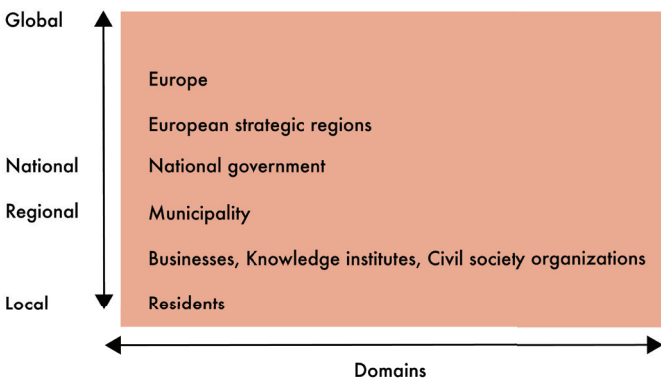 Global
Europe
European strategic regions
National National government
Regional Municipality
Businesses, Knowledge institutes, Civil society organizations
Local Residents
Domains